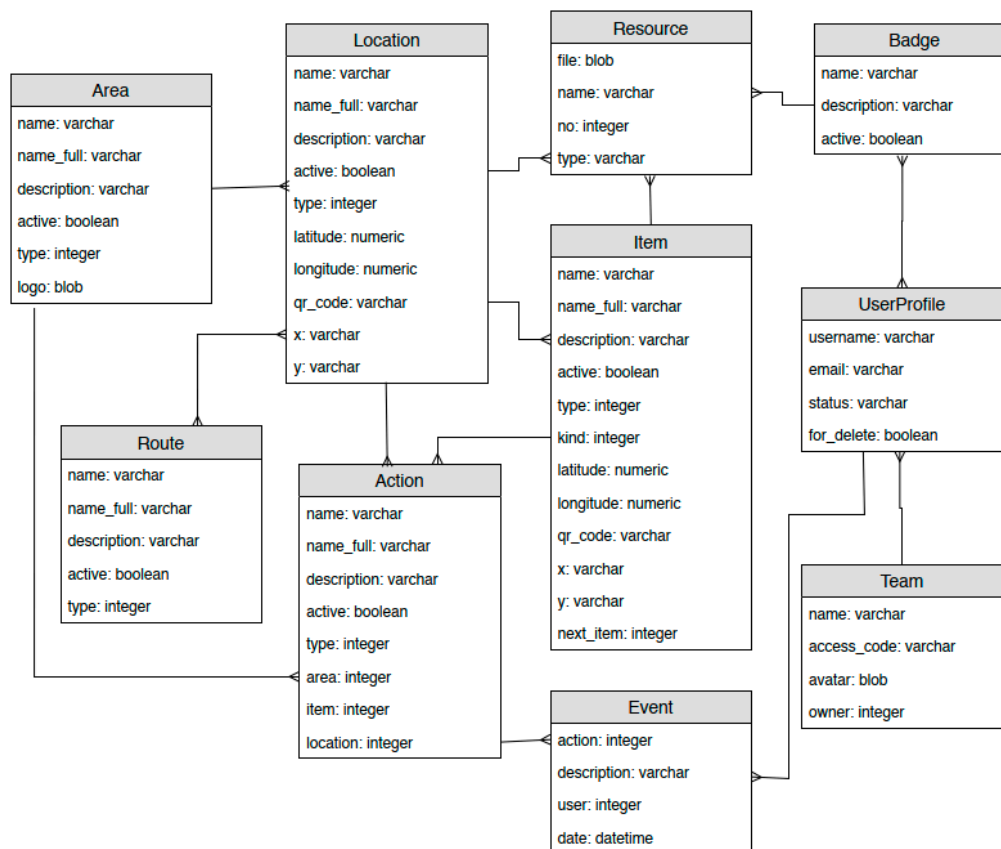 Area
name: varchar
name_full: varchar
description: varchar
active: boolean
type: integer
logo: blob
Location
name: varchar
name_full: varchar
description: varchar
active: boolean
type: integer
latitude: numeric
longitude: numeric
qr_code: varchar
x: varchar
y: varchar
Resource
file: blob
name: varchar
no: integer
type: varchar
Badge
name: varchar
description: varchar
active: boolean
Item
name: varchar
name_full: varchar
description: varchar
active: boolean
type: integer
kind: integer
latitude: numeric
longitude: numeric
qr_code: varchar
x: varchar
y: varchar
next_item: integer
UserProfile
username: varchar
email: varchar
status: varchar
for_delete: boolean
Route
name: varchar
name_full: varchar
description: varchar
active: boolean
type: integer
Action
name: varchar
name_full: varchar
description: varchar
active: boolean
type: integer
area: integer
item: integer
location: integer
Team
name: varchar
access_code: varchar
avatar: blob
owner: integer
Event
action: integer
description: varchar
user: integer
date: datetime